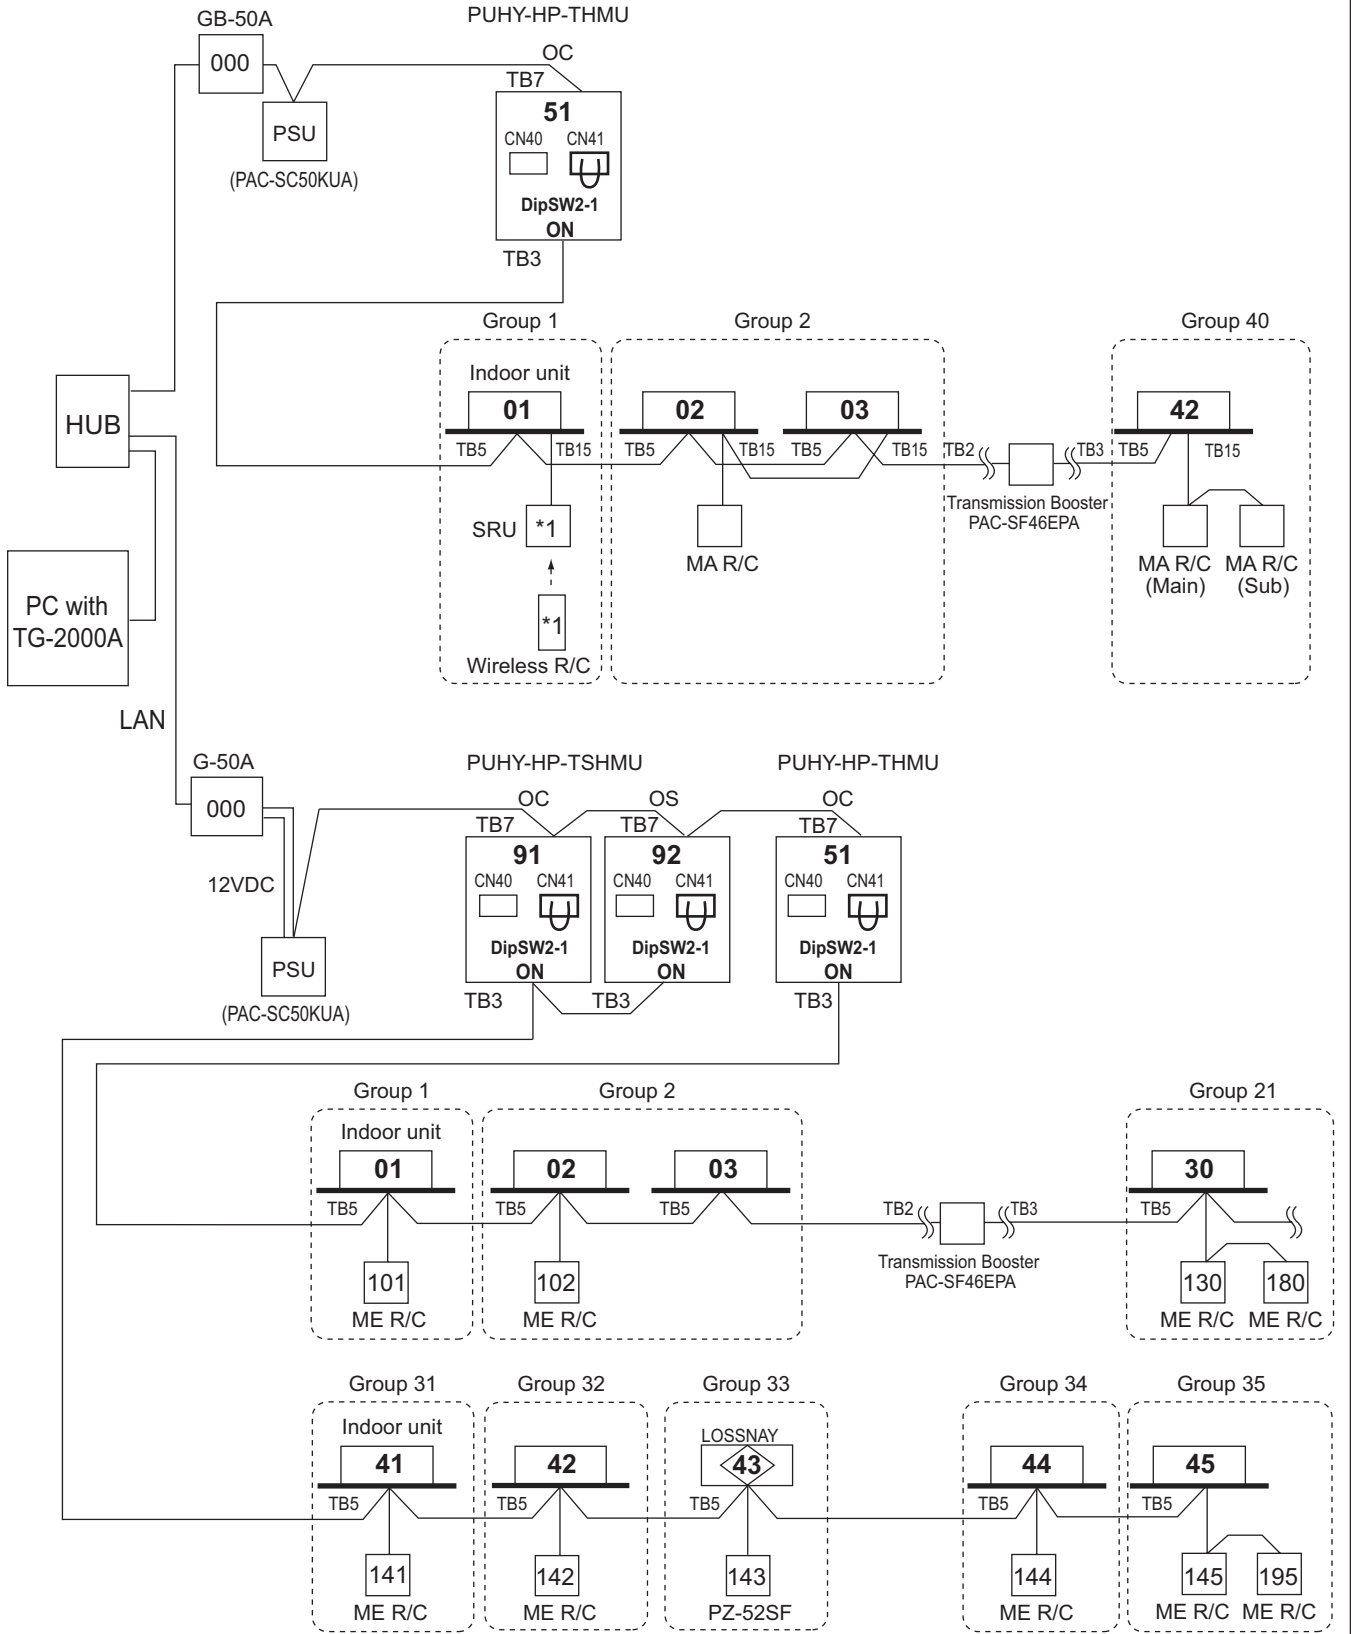 GB-50A
PUHY-HP-THMU
000
OC
TB7
PSU
(PAC-SC50KUA)
51
CN40 CN41
DipSW2-1
ON
TB3
Group 1 Group 2 Group 40
Indoor unit
01 02 03 42
TB5 TB15 TB5 TB15 TB5 TB15 TB2 TB3 TB5 TB15
HUB
Transmission Booster
PAC-SF46EPA
SRU *1
MA R/C
MA R/C MA R/C
(Main) (Sub)
*1
Wireless R/C
PC with
TG-2000A
LAN
G-50A
PUHY-HP-TSHMU PUHY-HP-THMU
000
OC OS OC
TB7 TB7 TB7
91 92 51
CN40 CN41 CN40 CN41 CN40 CN41
12VDC
DipSW2-1 DipSW2-1 DipSW2-1
ON ON ON
PSU
(PAC-SC50KUA)
TB3 TB3 TB3
Group 1 Group 2 Group 21
Indoor unit
01 02 03 30
TB5 TB5 TB5 TB2 TB3 TB5
Transmission Booster
PAC-SF46EPA
101 102 130 180
ME R/C ME R/C ME R/C ME R/C
Group 31 Group 32 Group 33 Group 34 Group 35
Indoor unit
LOSSNAY
41 42 43 44 45
TB5 TB5 TB5 TB5 TB5
141 142 143 144 145 195
ME R/C ME R/C PZ-52SF ME R/C ME R/C ME R/C